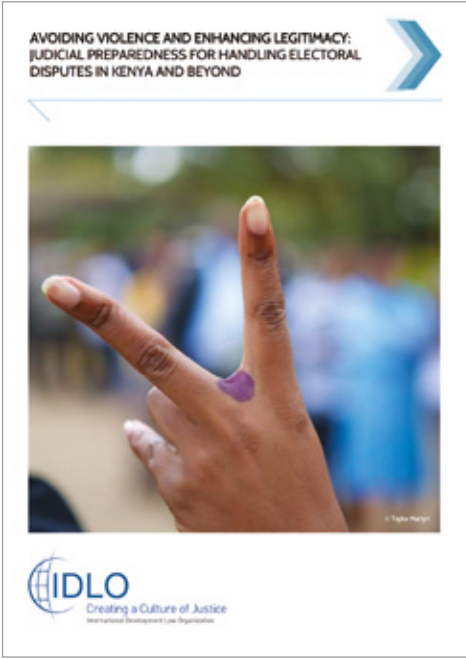 AVOIDING VIOLENCE AND ENHANCING LEGITIMACY:
JUDICIAL PREPAREDNESS FOR HANDLING ELECTORAL
DISPUTES IN KENYA AND BEYOND
©
IDLO
Creating a Culture of Justice
International Development Law Organization